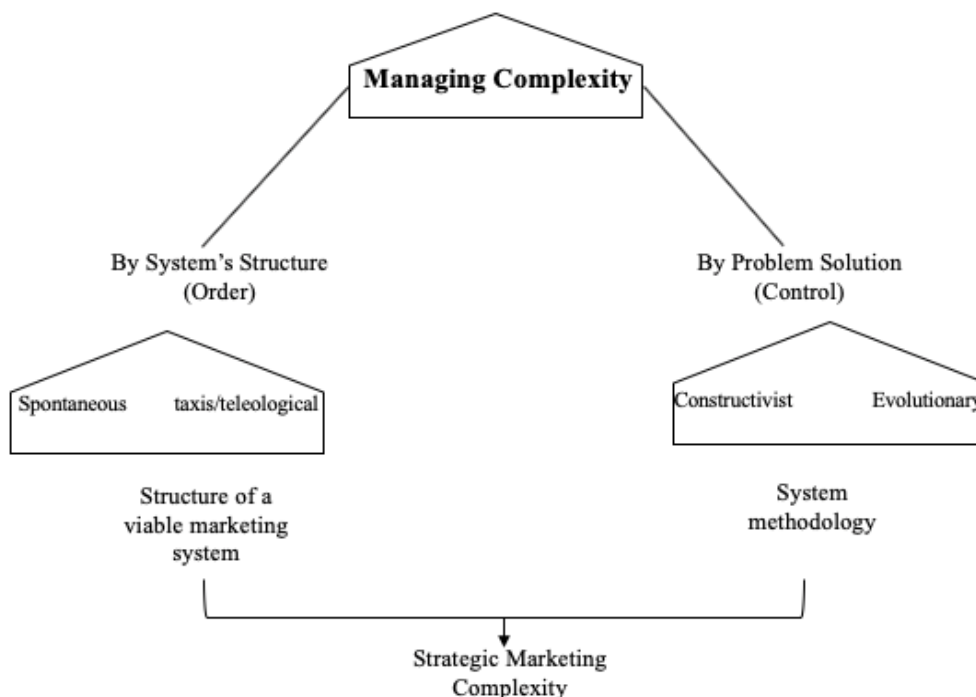 Managing Complexity
By System’s Structure
(Order)
By Problem Solution
(Control)
Spontaneous taxis/teleological
Constructivist Evolutionary
Structure of a
viable marketing
system
System
methodology
Strategic Marketing
Complexity